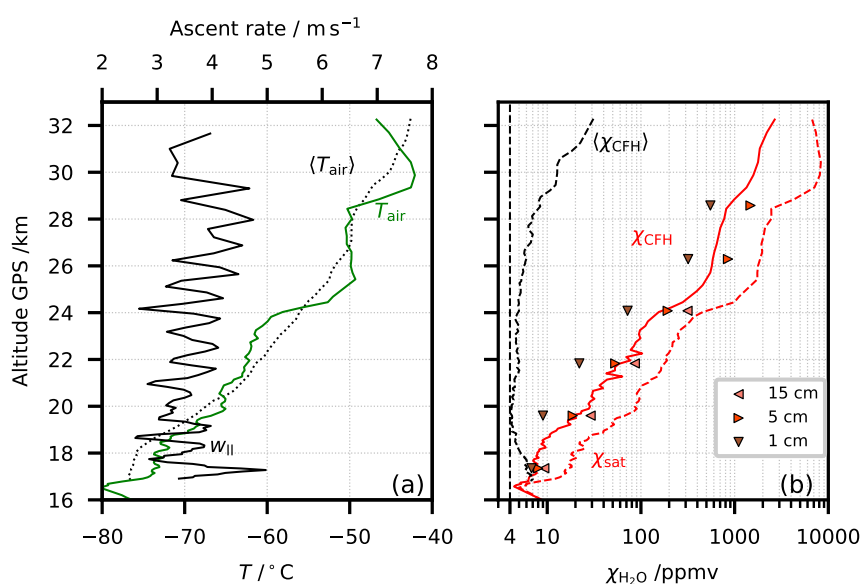 Ascent rate / m s⁻¹
2 3 4 5 6 7 8
32
30
28
26
24
22
20
18
16
Altitude GPS /km
⟨T_air⟩
T_air
w_ll
(a)
−80 −70 −60 −50 −40
T / °C
⟨χ_CFH⟩
χ_CFH
χ_sat
15 cm
5 cm
1 cm
(b)
4 10 100 1000 10000
χ_H₂O /ppmv